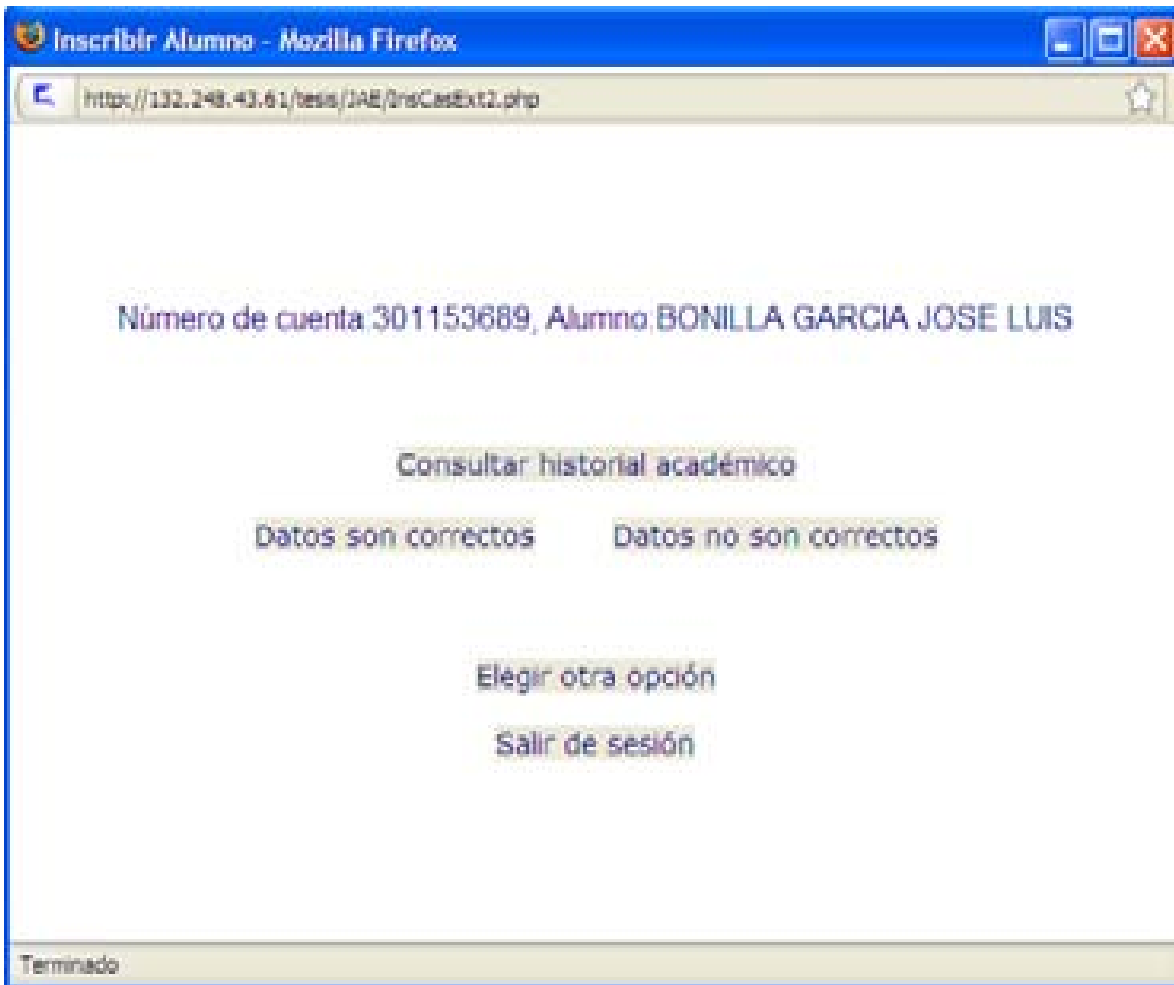 Inscribir Alumno - Mozilla Firefox
http://132.248.43.61/tesis/JAE/InsCasExt2.php
Número de cuenta:301153689, Alumno:BONILLA GARCIA JOSE LUIS
Consultar historial académico
Datos son correctos Datos no son correctos
Elegir otra opción
Salir de sesión
Terminado